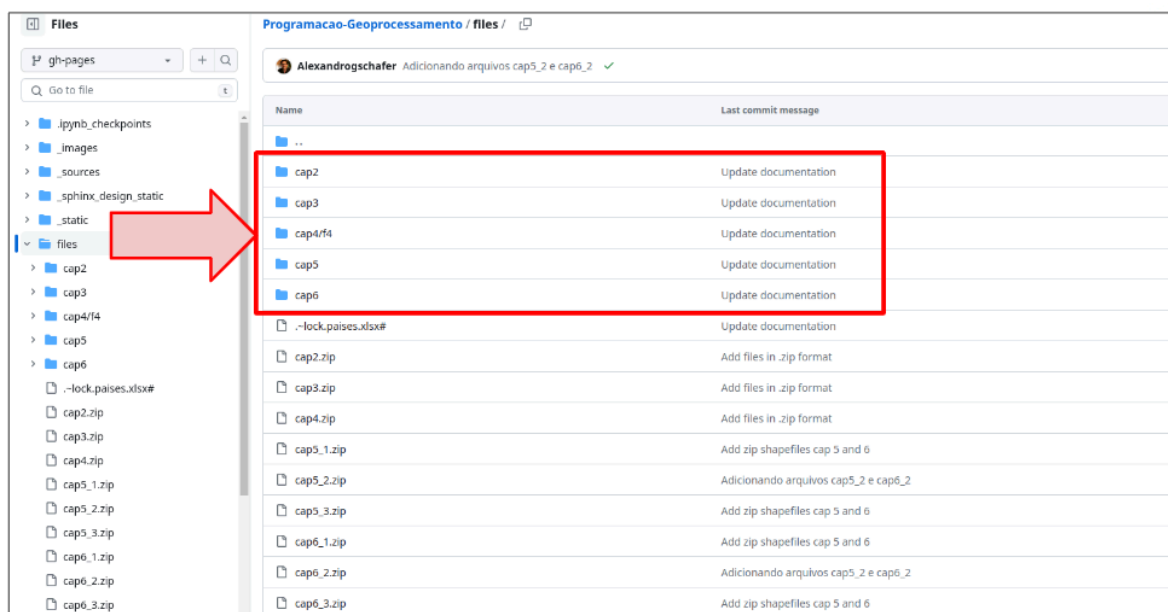 Files
gh-pages
Go to file
t
.ipynb_checkpoints
_images
_sources
_sphinx_design_static
_static
files
cap2
cap3
cap4/f4
cap5
cap6
.~lock.paises.xlsx#
cap2.zip
cap3.zip
cap4.zip
cap5_1.zip
cap5_2.zip
cap5_3.zip
cap6_1.zip
cap6_2.zip
cap6_3.zip
Programacao-Geoprocessamento / files /
Alexandrogschafer Adicionando arquivos cap5_2 e cap6_2
Name Last commit message
..
cap2 Update documentation
cap3 Update documentation
cap4/f4 Update documentation
cap5 Update documentation
cap6 Update documentation
.~lock.paises.xlsx# Update documentation
cap2.zip Add files in .zip format
cap3.zip Add files in .zip format
cap4.zip Add files in .zip format
cap5_1.zip Add zip shapefiles cap 5 and 6
cap5_2.zip Adicionando arquivos cap5_2 e cap6_2
cap5_3.zip Add zip shapefiles cap 5 and 6
cap6_1.zip Add zip shapefiles cap 5 and 6
cap6_2.zip Adicionando arquivos cap5_2 e cap6_2
cap6_3.zip Add zip shapefiles cap 5 and 6